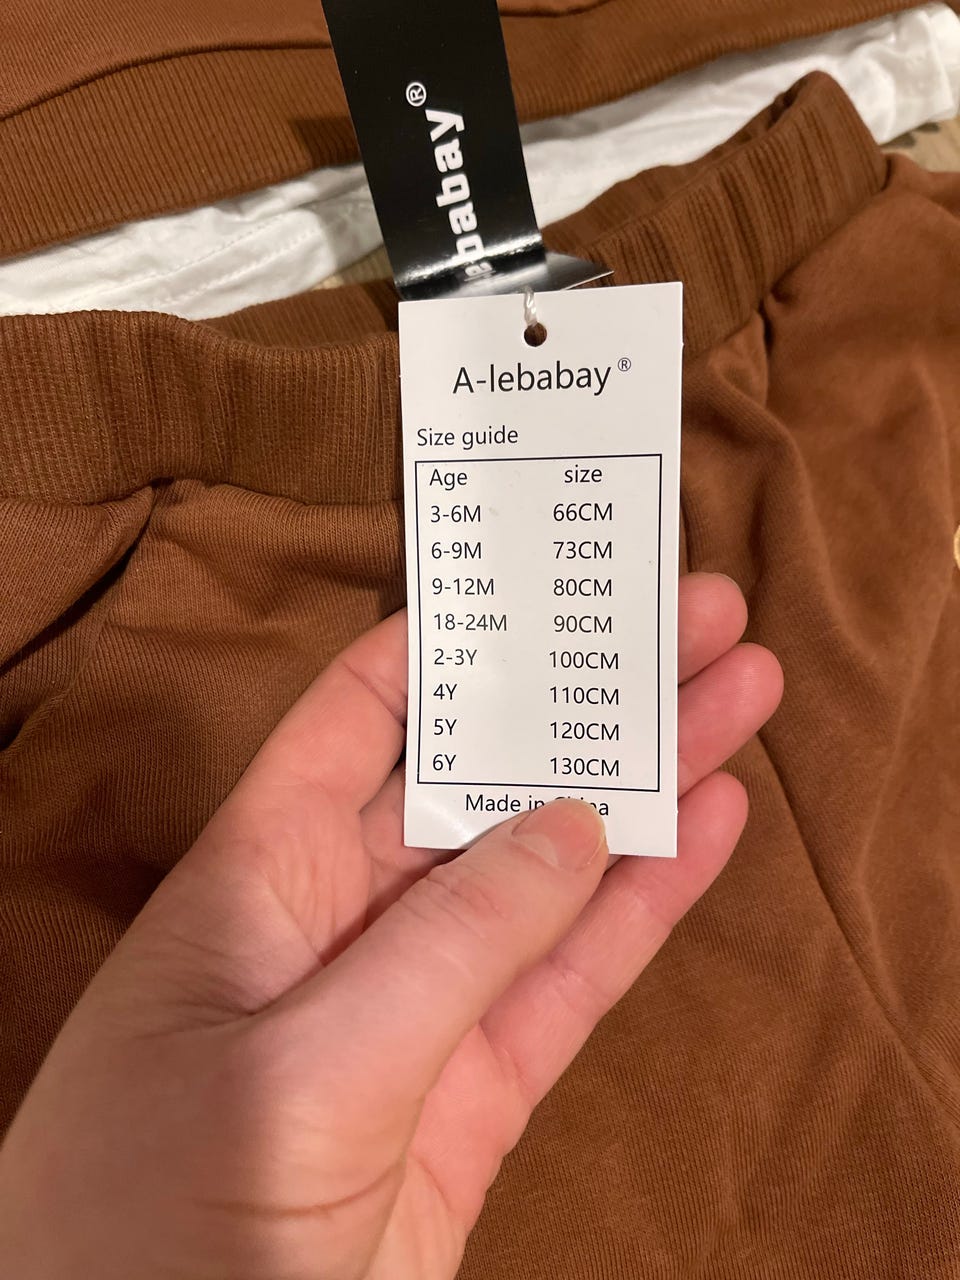 ebabay®
A-lebabay®
Size guide
Age size
3-6M 66CM
6-9M 73CM
9-12M 80CM
18-24M 90CM
2-3Y 100CM
4Y 110CM
5Y 120CM
6Y 130CM
Made in